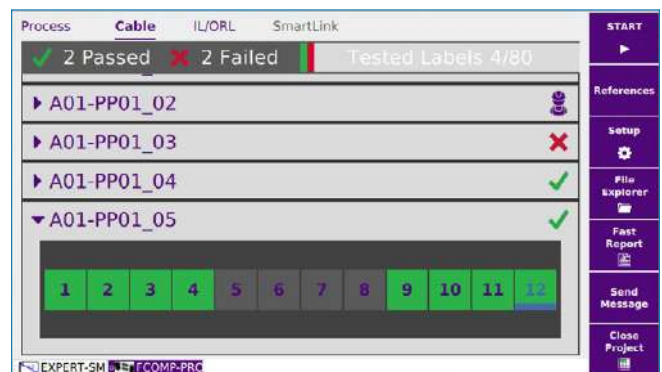 Process Cable IL/ORL SmartLink
2 Passed 2 Failed Tested Labels 4/80
A01-PP01_02
A01-PP01_03
A01-PP01_04
A01-PP01_05
1 2 3 4 5 6 7 8 9 10 11 12
EXPERT-SM FCOMP-PRO
START
References
Setup
File
Explorer
Fast
Report
Send
Message
Close
Project